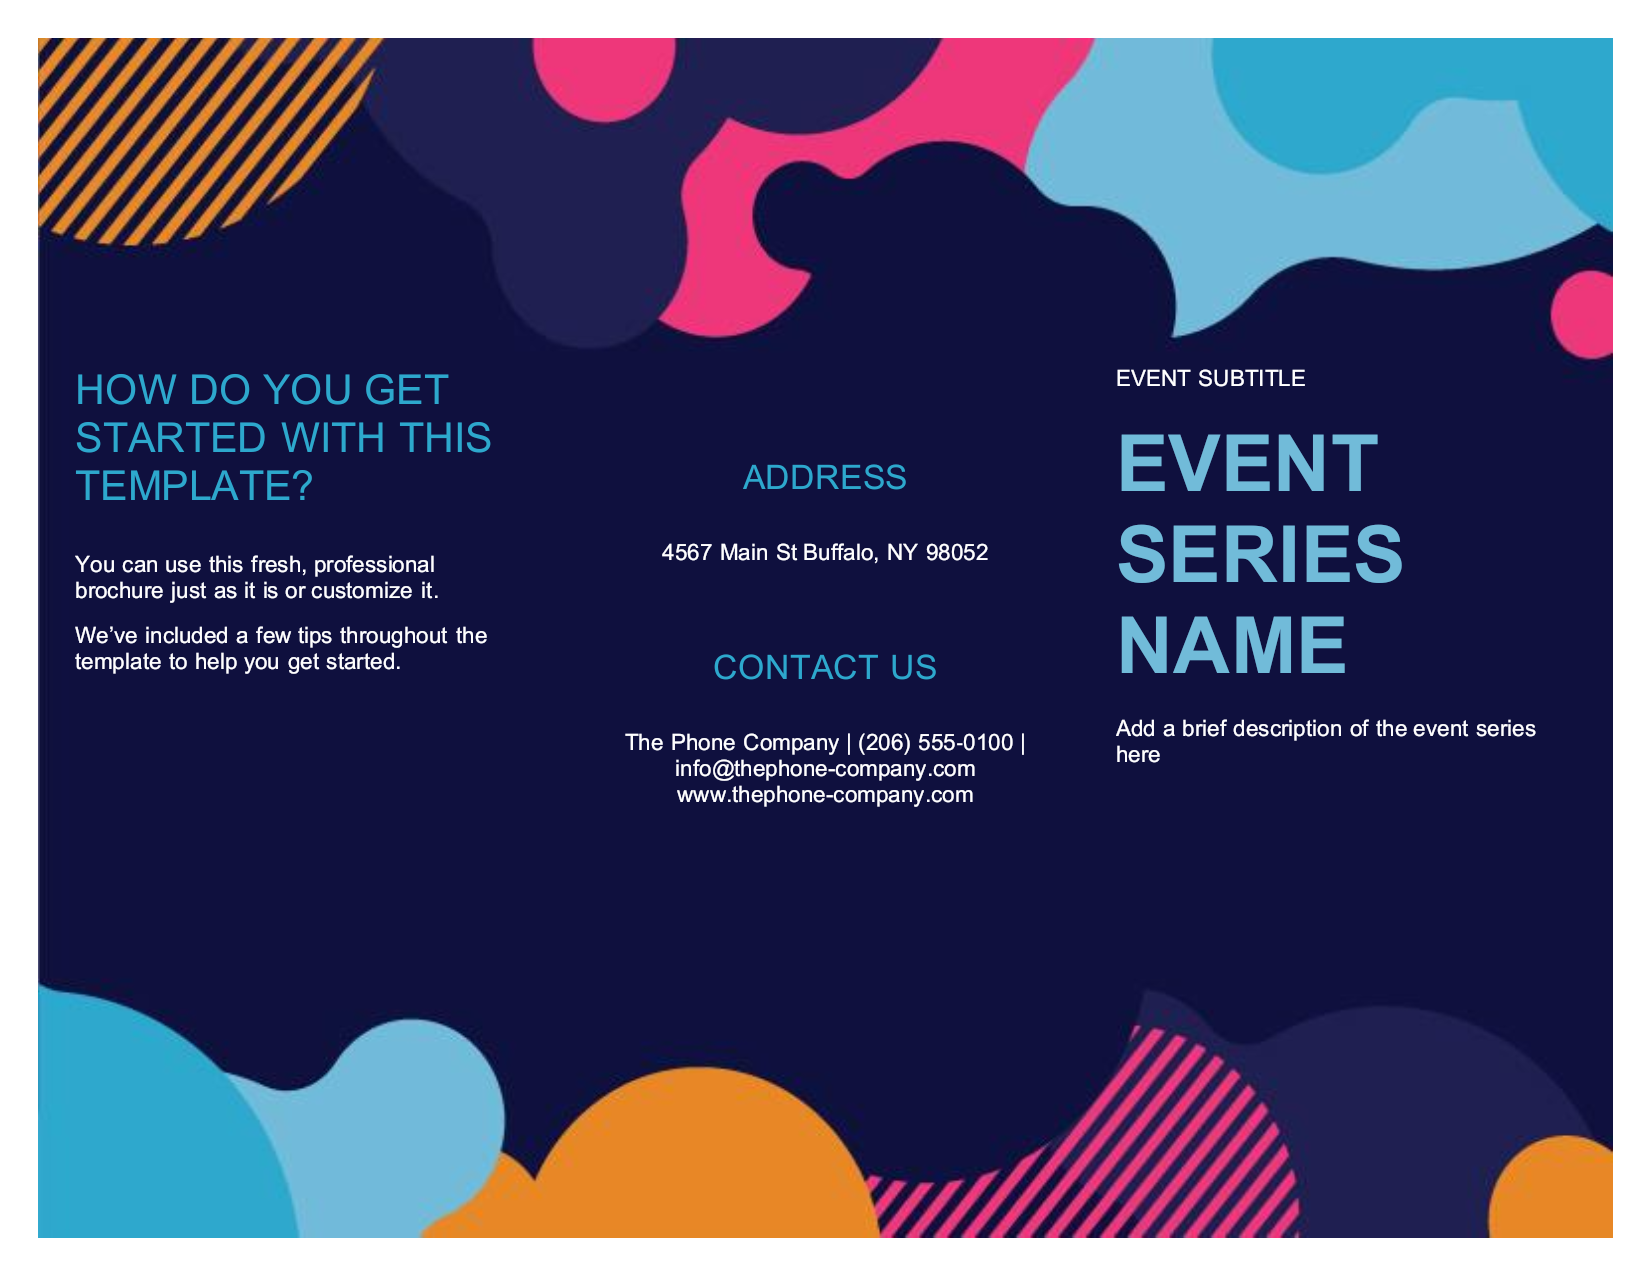 HOW DO YOU GET
STARTED WITH THIS
TEMPLATE?
You can use this fresh, professional
brochure just as it is or customize it.
We’ve included a few tips throughout the
template to help you get started.
ADDRESS
4567 Main St Buffalo, NY 98052
CONTACT US
The Phone Company | (206) 555-0100 |
info@thephone-company.com
www.thephone-company.com
EVENT SUBTITLE
EVENT
SERIES
NAME
Add a brief description of the event series
here